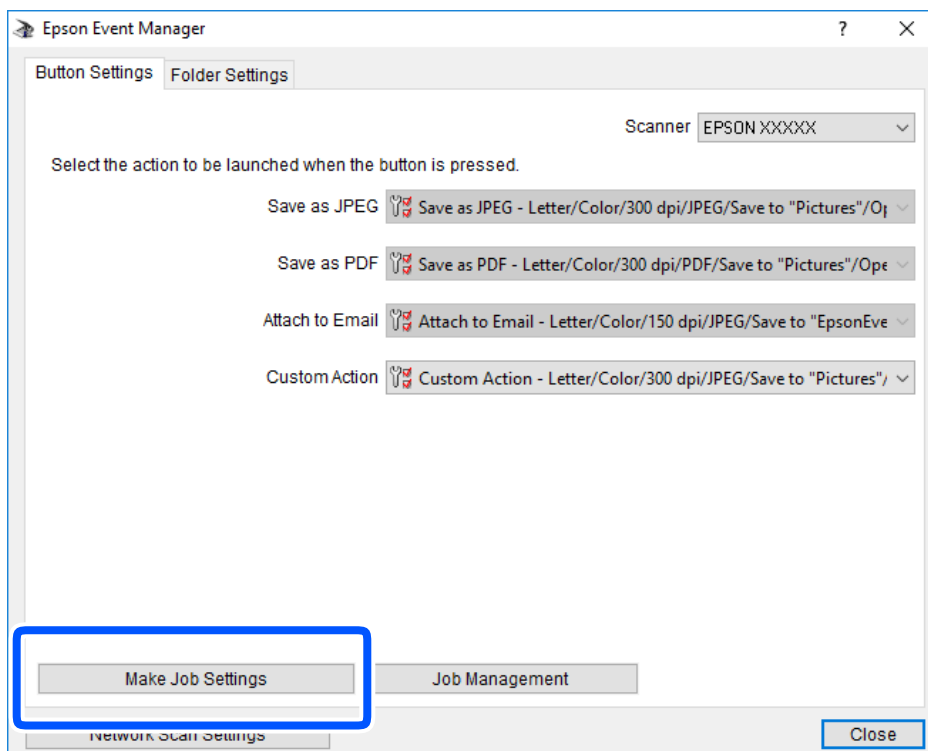 Epson Event Manager
Button Settings Folder Settings
Scanner EPSON XXXXX
Select the action to be launched when the button is pressed.
Save as JPEG Save as JPEG - Letter/Color/300 dpi/JPEG/Save to "Pictures"/Op
Save as PDF Save as PDF - Letter/Color/300 dpi/PDF/Save to "Pictures"/Ope
Attach to Email Attach to Email - Letter/Color/150 dpi/JPEG/Save to "EpsonEve
Custom Action Custom Action - Letter/Color/300 dpi/JPEG/Save to "Pictures"/
Make Job Settings Job Management
Network Scan Settings Close